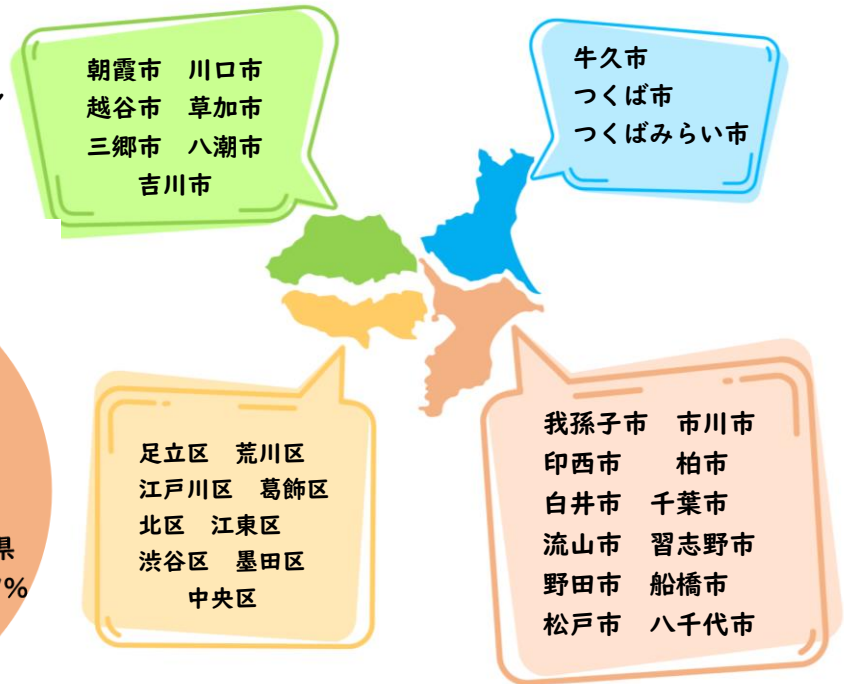 朝霞市　川口市
越谷市　草加市
三郷市　八潮市
吉川市
牛久市
つくば市
つくばみらい市
足立区　荒川区
江戸川区　葛飾区
北区　江東区
渋谷区　墨田区
中央区
我孫子市　市川市
印西市　柏市
白井市　千葉市
流山市　習志野市
野田市　船橋市
松戸市　八千代市
県
%